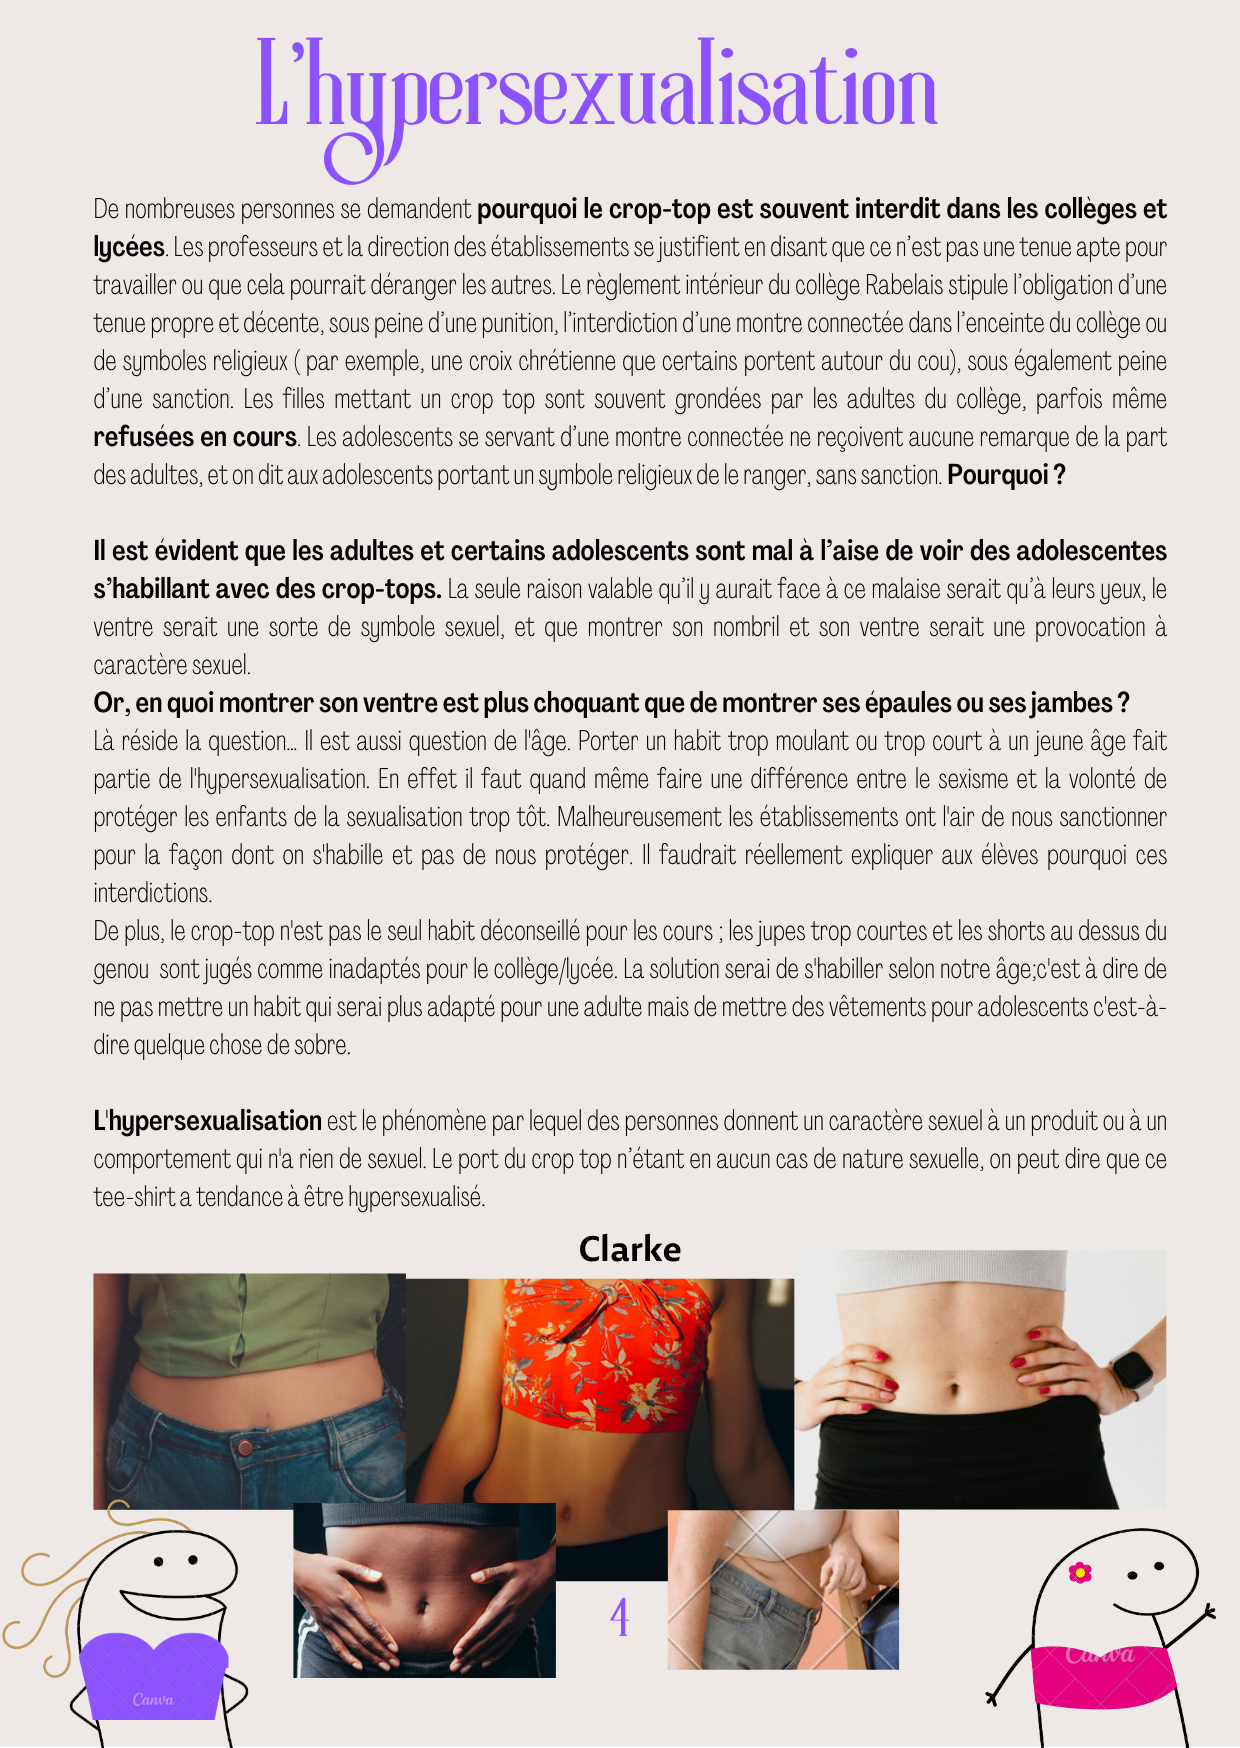 L'hypersexualisation
De nombreuses personnes se demandent pourquoi le crop-top est souvent interdit dans les collèges et
lycées. Les professeurs et la direction des établissements se justifient en disant que ce n’est pas une tenue apte pour
travailler ou que cela pourrait déranger les autres. Le règlement intérieur du collège Rabelais stipule l’obligation d’une
tenue propre et décente, sous peine d’une punition, l’interdiction d’une montre connectée dans l’enceinte du collège ou
de symboles religieux ( par exemple, une croix chrétienne que certains portent autour du cou), sous également peine
d’une sanction. Les filles mettant un crop top sont souvent grondées par les adultes du collège, parfois même
refusées en cours. Les adolescents se servant d’une montre connectée ne reçoivent aucune remarque de la part
des adultes, et on dit aux adolescents portant un symbole religieux de le ranger, sans sanction. Pourquoi ?
Il est évident que les adultes et certains adolescents sont mal à l’aise de voir des adolescentes
s’habillant avec des crop-tops. La seule raison valable qu’il y aurait face à ce malaise serait qu’à leurs yeux, le
ventre serait une sorte de symbole sexuel, et que montrer son nombril et son ventre serait une provocation à
caractère sexuel.
Or, en quoi montrer son ventre est plus choquant que de montrer ses épaules ou ses jambes ?
Là réside la question... Il est aussi question de l'âge. Porter un habit trop moulant ou trop court à un jeune âge fait
partie de l'hypersexualisation. En effet il faut quand même faire une différence entre le sexisme et la volonté de
protéger les enfants de la sexualisation trop tôt. Malheureusement les établissements ont l'air de nous sanctionner
pour la façon dont on s'habille et pas de nous protéger. Il faudrait réellement expliquer aux élèves pourquoi ces
interdictions.
De plus, le crop-top n'est pas le seul habit déconseillé pour les cours ; les jupes trop courtes et les shorts au dessus du
genou  sont jugés comme inadaptés pour le collège/lycée. La solution serai de s'habiller selon notre âge;c'est à dire de
ne pas mettre un habit qui serai plus adapté pour une adulte mais de mettre des vêtements pour adolescents c'est-à-
dire quelque chose de sobre.
L'hypersexualisation est le phénomène par lequel des personnes donnent un caractère sexuel à un produit ou à un
comportement qui n'a rien de sexuel. Le port du crop top n’étant en aucun cas de nature sexuelle, on peut dire que ce
tee-shirt a tendance à être hypersexualisé.
Clarke
4
Canva
Canva